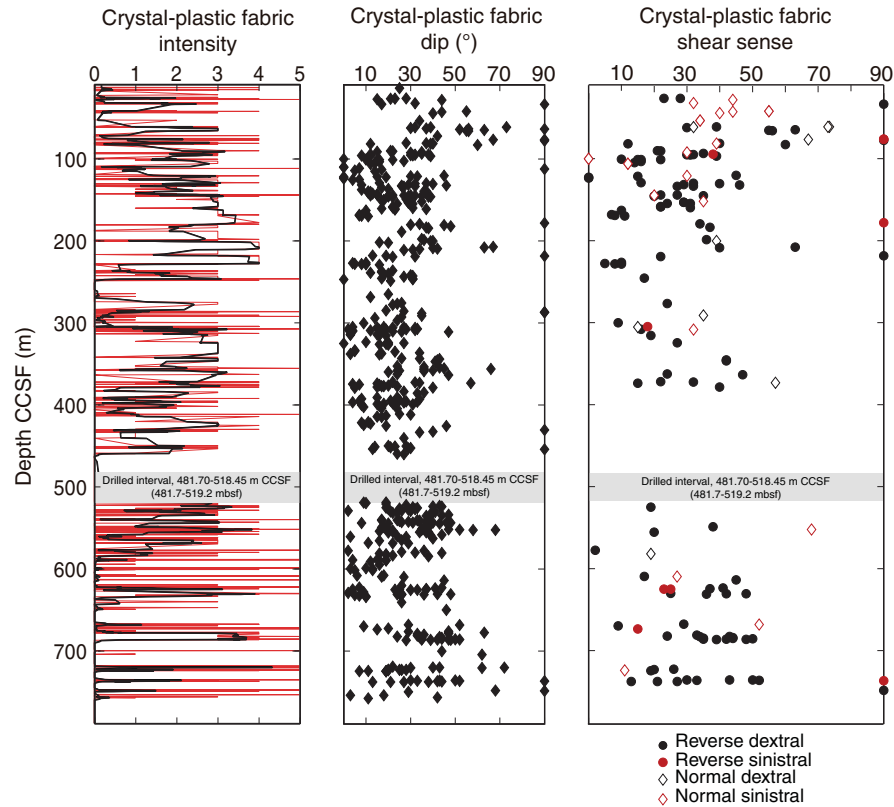 Crystal-plastic fabric
intensity
Crystal-plastic fabric
dip (°)
Crystal-plastic fabric
shear sense
0 1 2 3 4 5
0 30 60 90
10 30 50 70 90
Depth CCSF (m)
100
200
300
400
500
600
700
Drilled interval, 481.70-518.45 m CCSF
(481.7-519.2 mbsf)
Drilled interval, 481.70-518.45 m CCSF
(481.7-519.2 mbsf)
Drilled interval, 481.70-518.45 m CCSF
(481.7-519.2 mbsf)
Reverse dextral
Reverse sinistral
Normal dextral
Normal sinistral